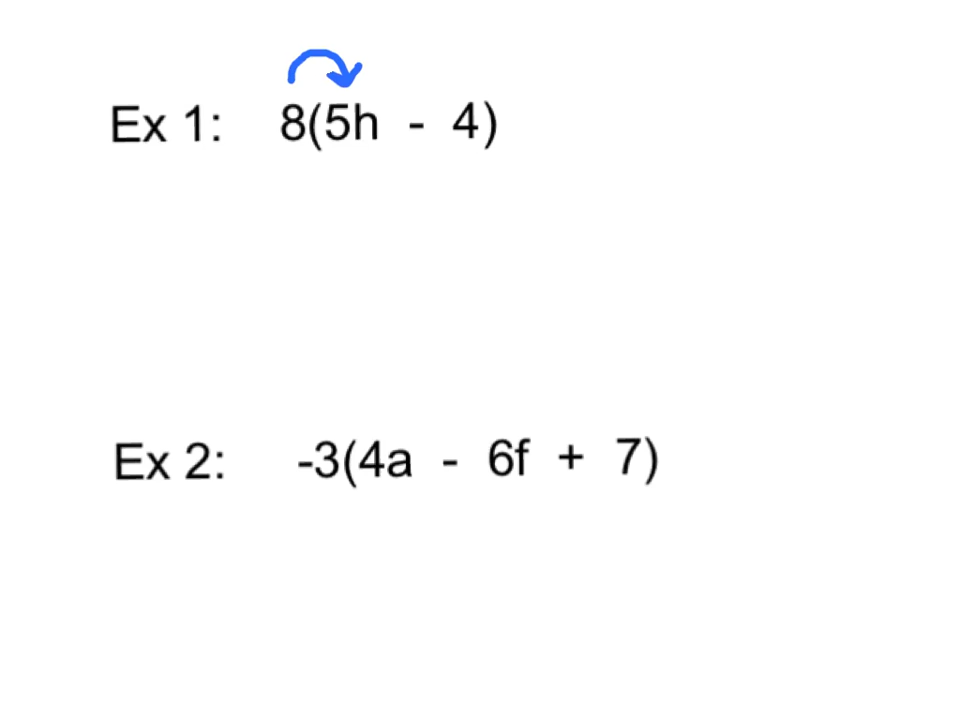 Ex 1: 8(5h - 4)
Ex 2: -3(4a - 6f + 7)